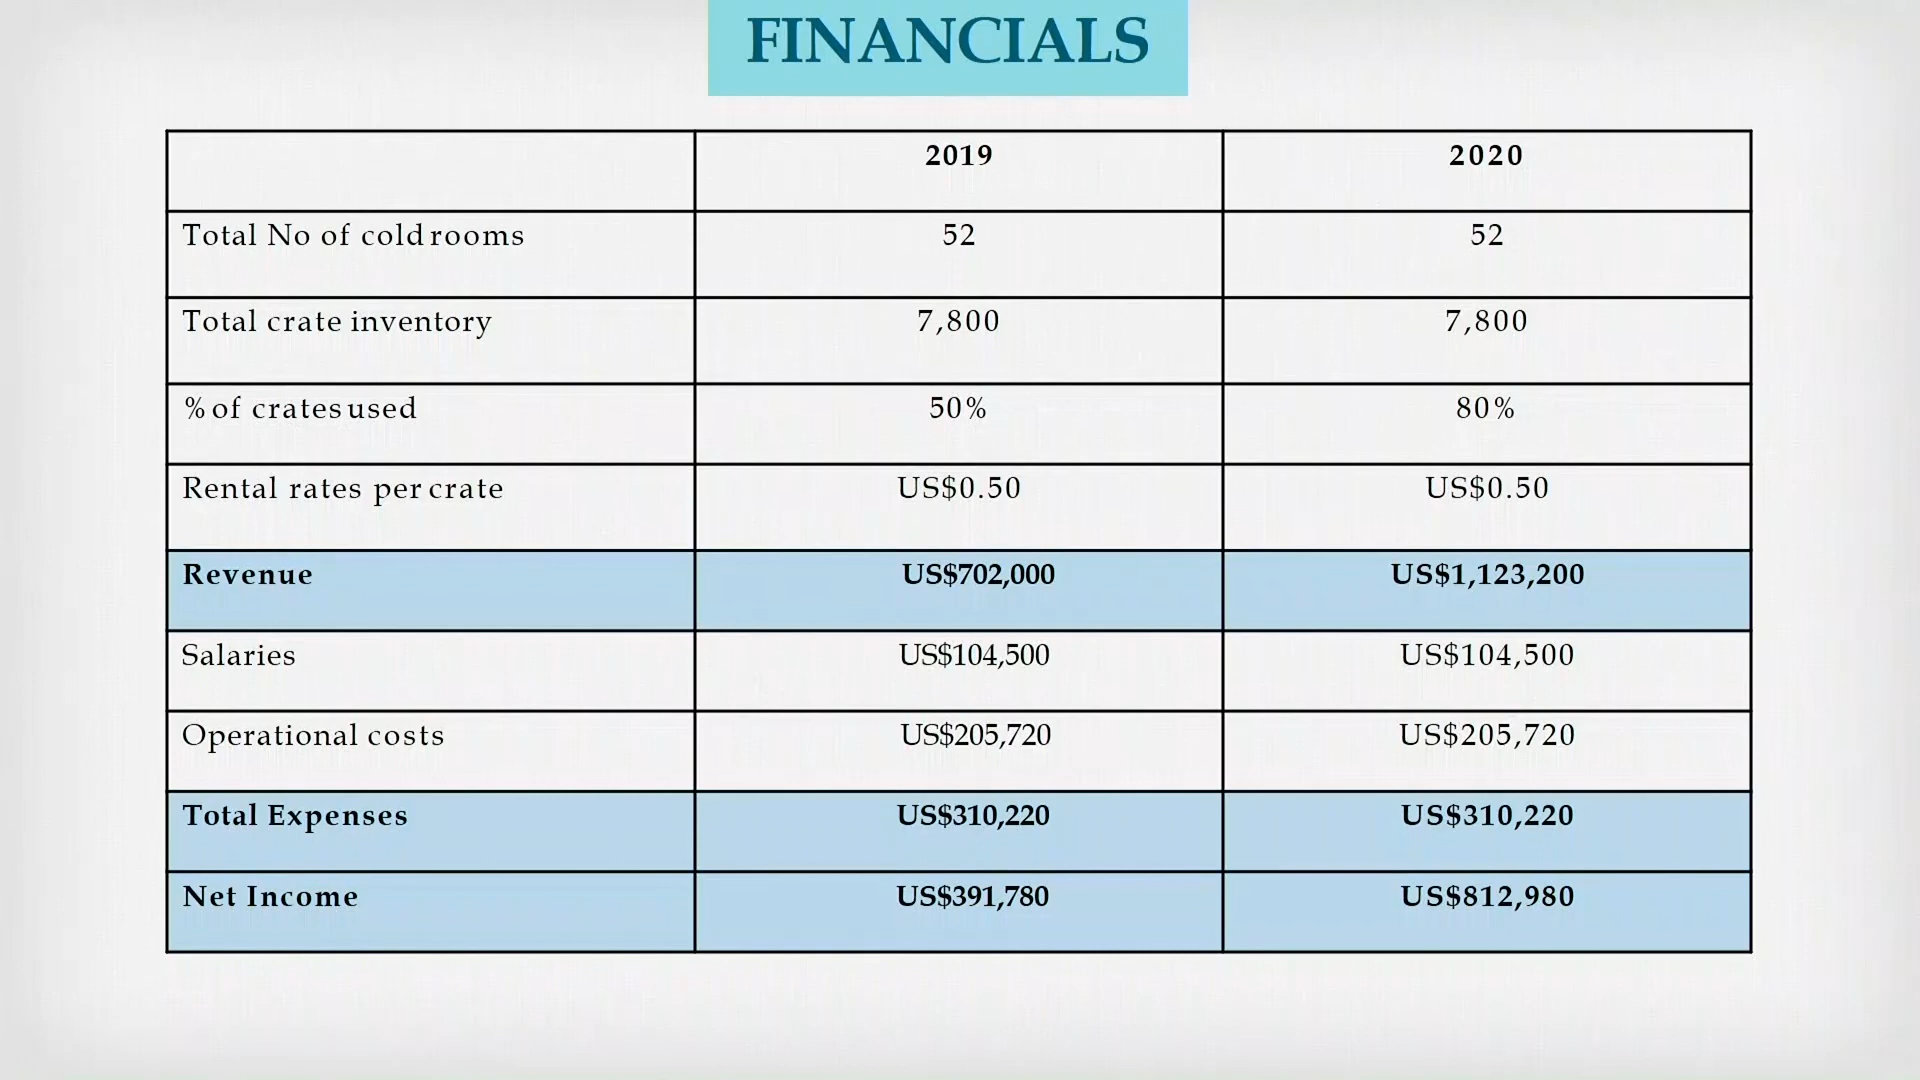 FINANCIALS
2019 2020
Total No of cold rooms 52 52
Total crate inventory 7,800 7,800
% of crates used 50% 80%
Rental rates per crate US$0.50 US$0.50
Revenue US$702,000 US$1,123,200
Salaries US$104,500 US$104,500
Operational costs US$205,720 US$205,720
Total Expenses US$310,220 US$310,220
Net Income US$391,780 US$812,980